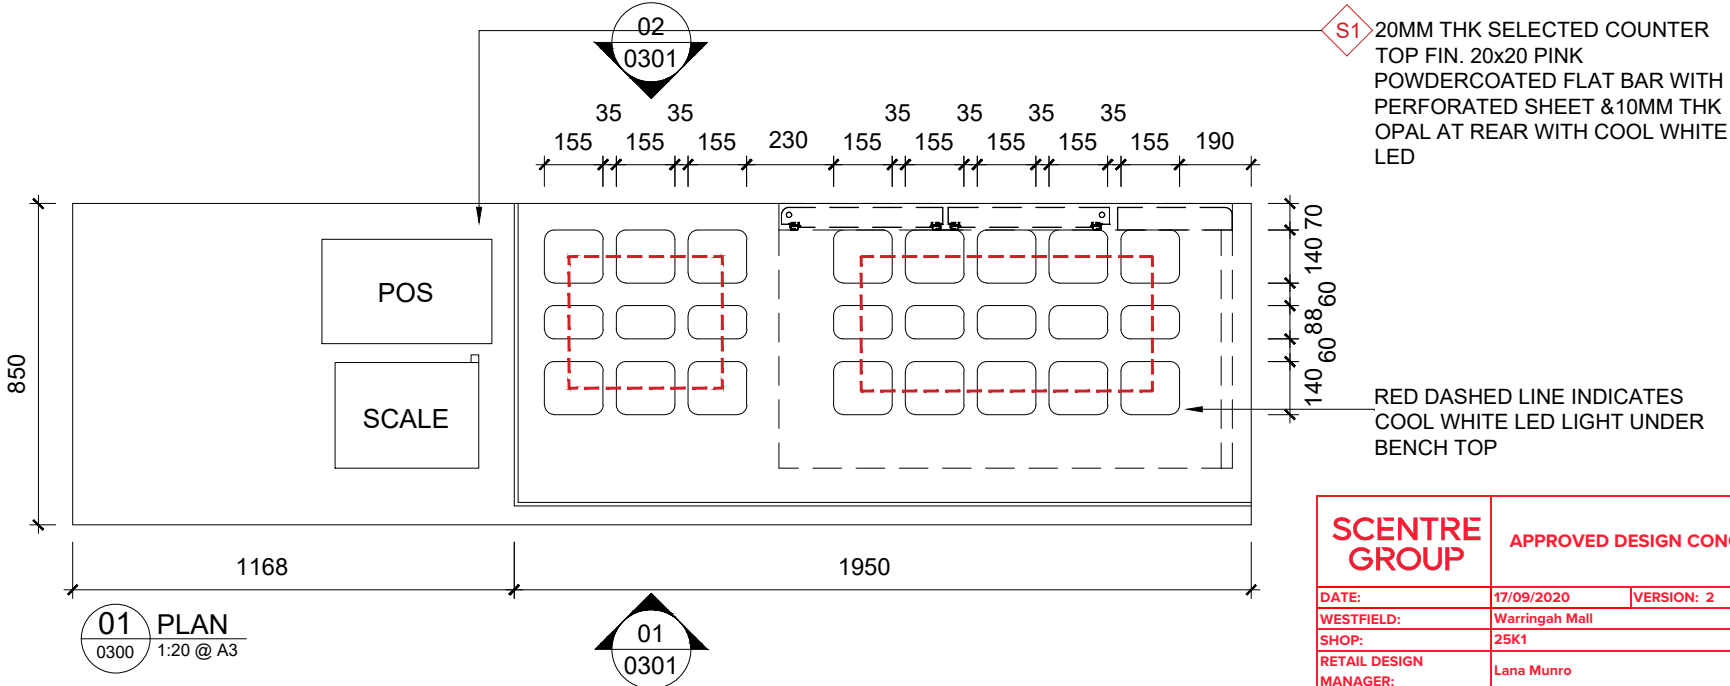 02
0301
S1
20MM THK SELECTED COUNTER
TOP FIN. 20x20 PINK
POWDERCOATED FLAT BAR WITH
PERFORATED SHEET &10MM THK
OPAL AT REAR WITH COOL WHITE
LED
35 35 35 35 35 35
155 155 155 230 155 155 155 155 155 190
70
140
60
88
60
140
850
POS
SCALE
RED DASHED LINE INDICATES
COOL WHITE LED LIGHT UNDER
BENCH TOP
1168 1950
01 PLAN
0300 1:20 @ A3
01
0301
SCENTRE
GROUP
APPROVED DESIGN CONC
DATE: 17/09/2020 VERSION: 2
WESTFIELD: Warringah Mall
SHOP: 25K1
RETAIL DESIGN
MANAGER: Lana Munro